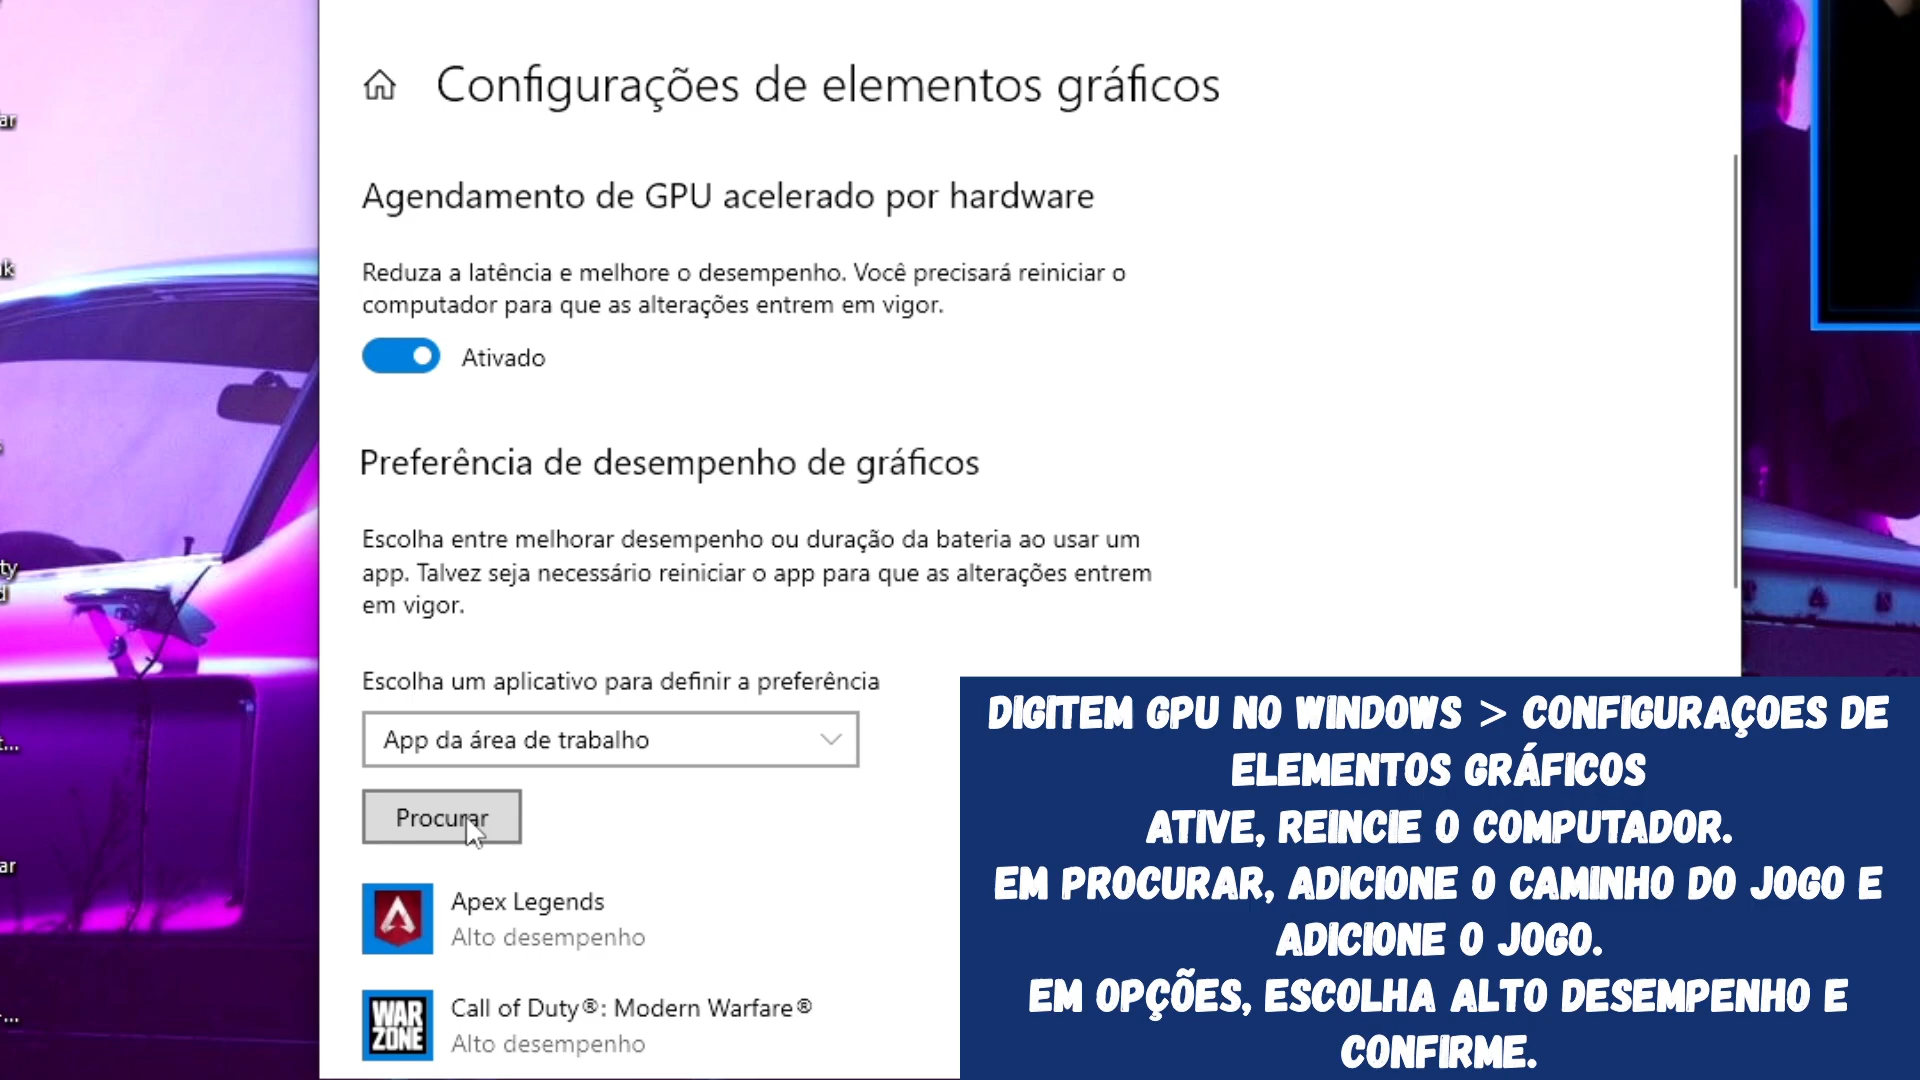 Configurações de elementos gráficos
Agendamento de GPU acelerado por hardware
Reduza a latência e melhore o desempenho. Você precisará reiniciar o
computador para que as alterações entrem em vigor.
Ativado
Preferência de desempenho de gráficos
Escolha entre melhorar desempenho ou duração da bateria ao usar um
app. Talvez seja necessário reiniciar o app para que as alterações entrem
em vigor.
Escolha um aplicativo para definir a preferência
App da área de trabalho
Procurar
Apex Legends
Alto desempenho
WAR
ZONE
Call of Duty®: Modern Warfare®
Alto desempenho
DIGITEM GPU NO WINDOWS > CONFIGURAÇOES DE
ELEMENTOS GRÁFICOS
ATIVE, REINCIE O COMPUTADOR.
EM PROCURAR, ADICIONE O CAMINHO DO JOGO E
ADICIONE O JOGO.
EM OPÇÕES, ESCOLHA ALTO DESEMPENHO E
CONFIRME.